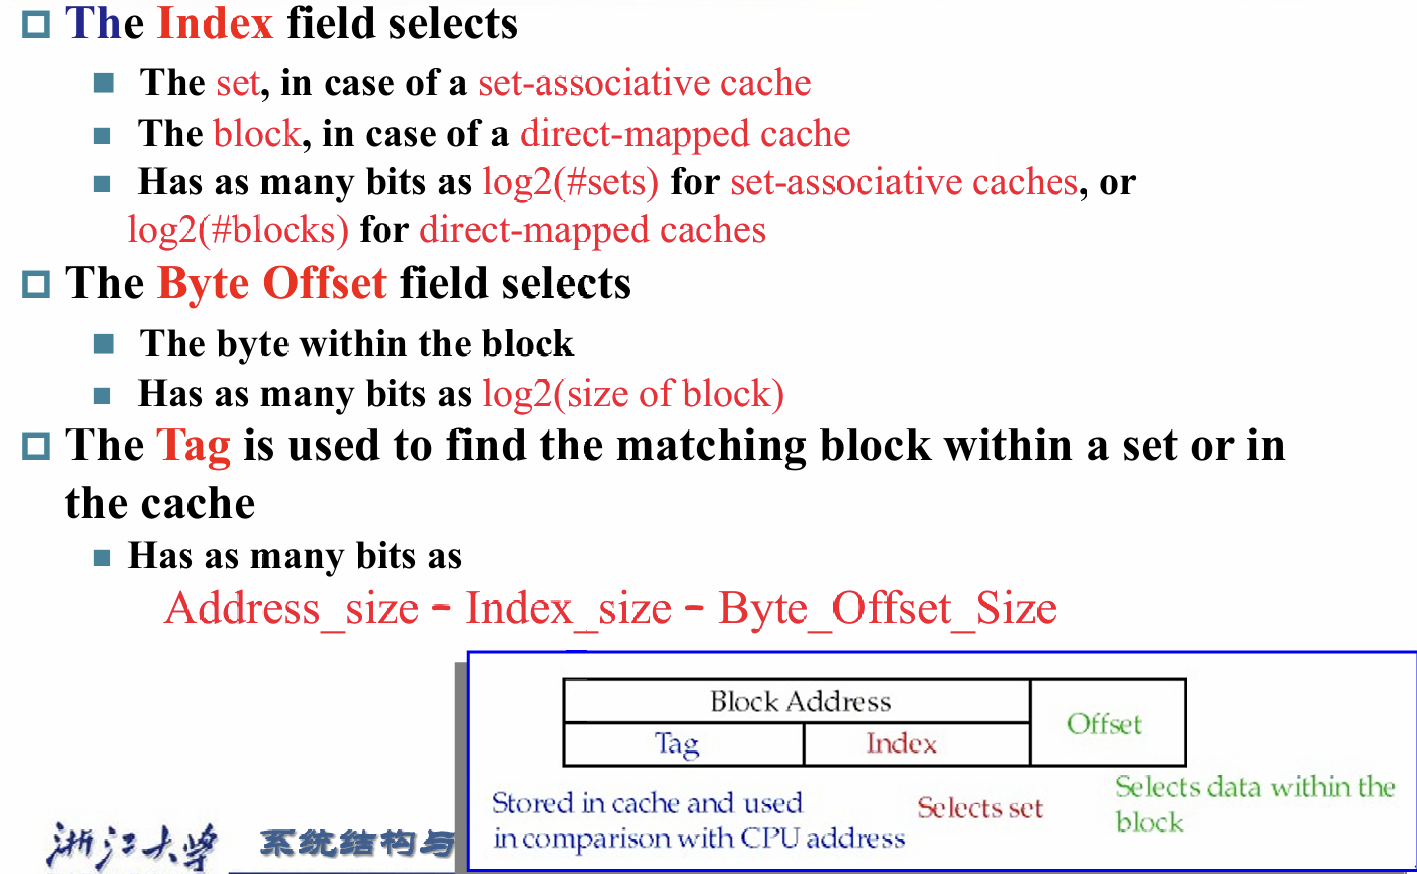 The Index field selects
The set, in case of a set-associative cache
The block, in case of a direct-mapped cache
Has as many bits as log2(#sets) for set-associative caches, or
log2(#blocks) for direct-mapped caches
The Byte Offset field selects
The byte within the block
Has as many bits as log2(size of block)
The Tag is used to find the matching block within a set or in
the cache
Has as many bits as
Address_size - Index_size - Byte_Offset_Size
Block Address
Offset
Tag
Index
Stored in cache and used
in comparison with CPU address
Selects set
Selects data within the
block
浙江大学
系统结构与